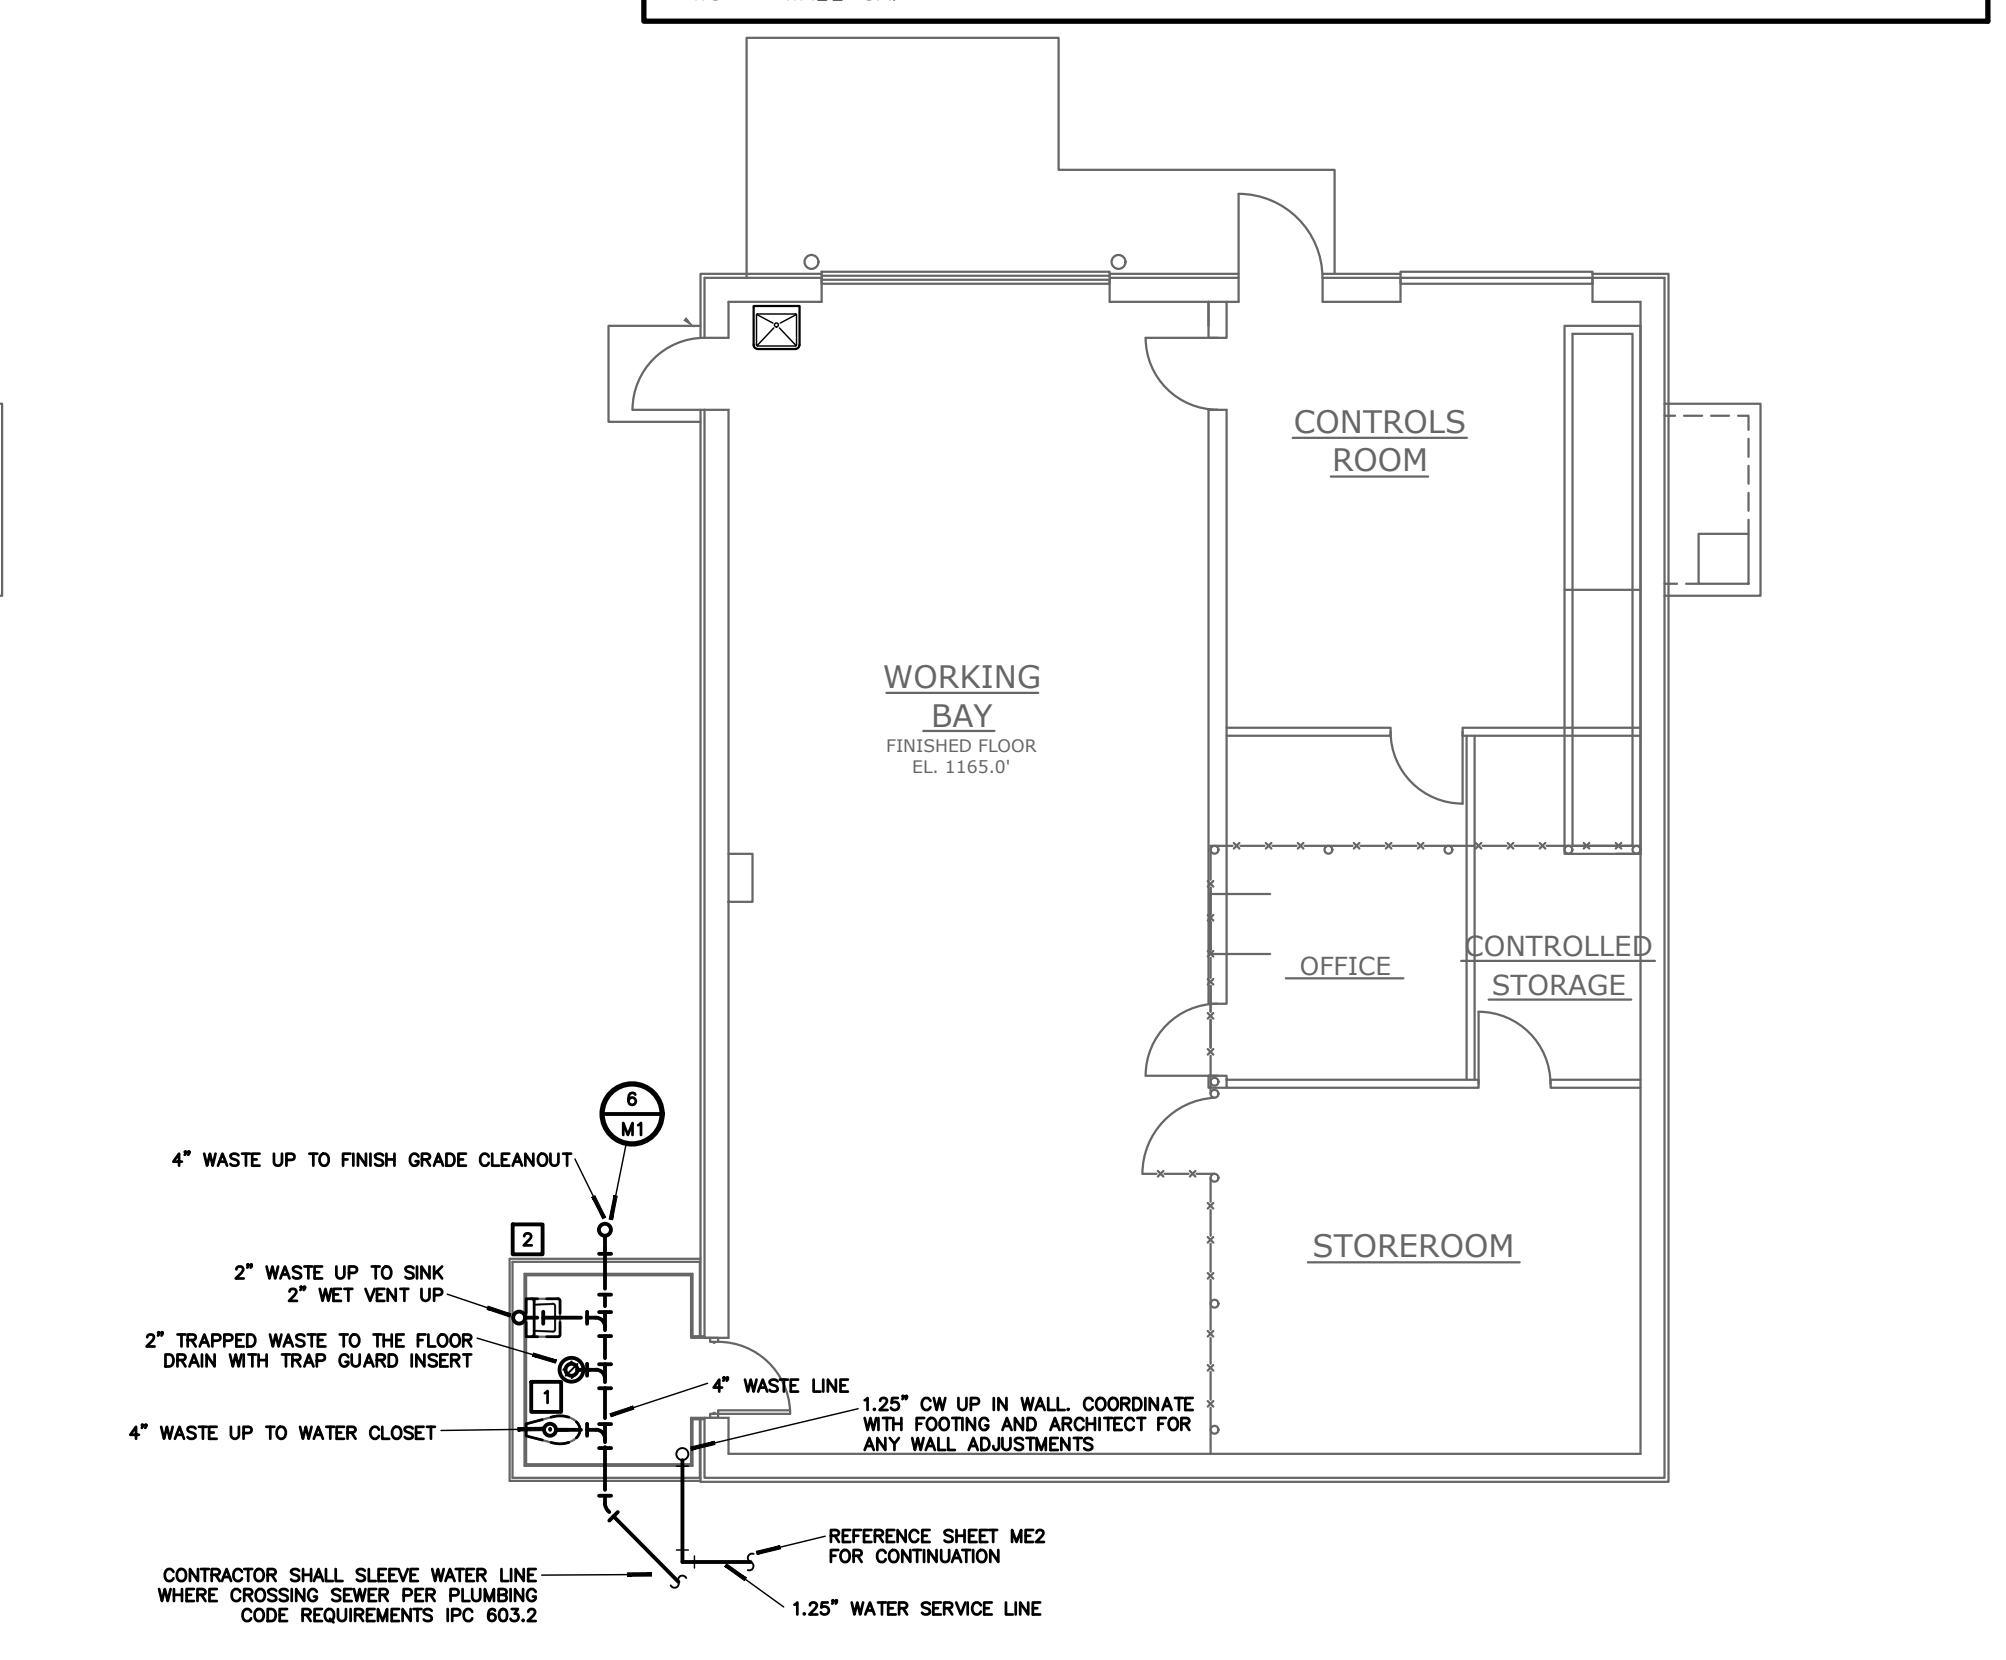 CONTROLS
ROOM
WORKING
BAY
FINISHED FLOOR
EL. 1165.0'
OFFICE
CONTROLLED
STORAGE
STOREROOM
6
M1
4" WASTE UP TO FINISH GRADE CLEANOUT
2
2" WASTE UP TO SINK
2" WET VENT UP
2" TRAPPED WASTE TO THE FLOOR
DRAIN WITH TRAP GUARD INSERT
1
4" WASTE UP TO WATER CLOSET
4" WASTE LINE
1.25" CW UP IN WALL. COORDINATE
WITH FOOTING AND ARCHITECT FOR
ANY WALL ADJUSTMENTS
REFERENCE SHEET ME2
FOR CONTINUATION
CONTRACTOR SHALL SLEEVE WATER LINE
WHERE CROSSING SEWER PER PLUMBING
CODE REQUIREMENTS IPC 603.2
1.25" WATER SERVICE LINE